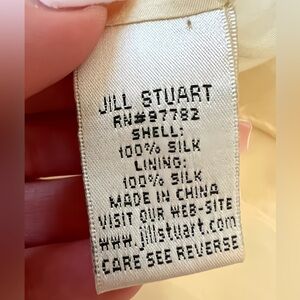 JILL STUART
RN#97782
SHELL:
100% SILK
LINING:
100% SILK
MADE IN CHINA
VISIT OUR WEB-SITE
www.jillstuart.com
CARE SEE REVERSE